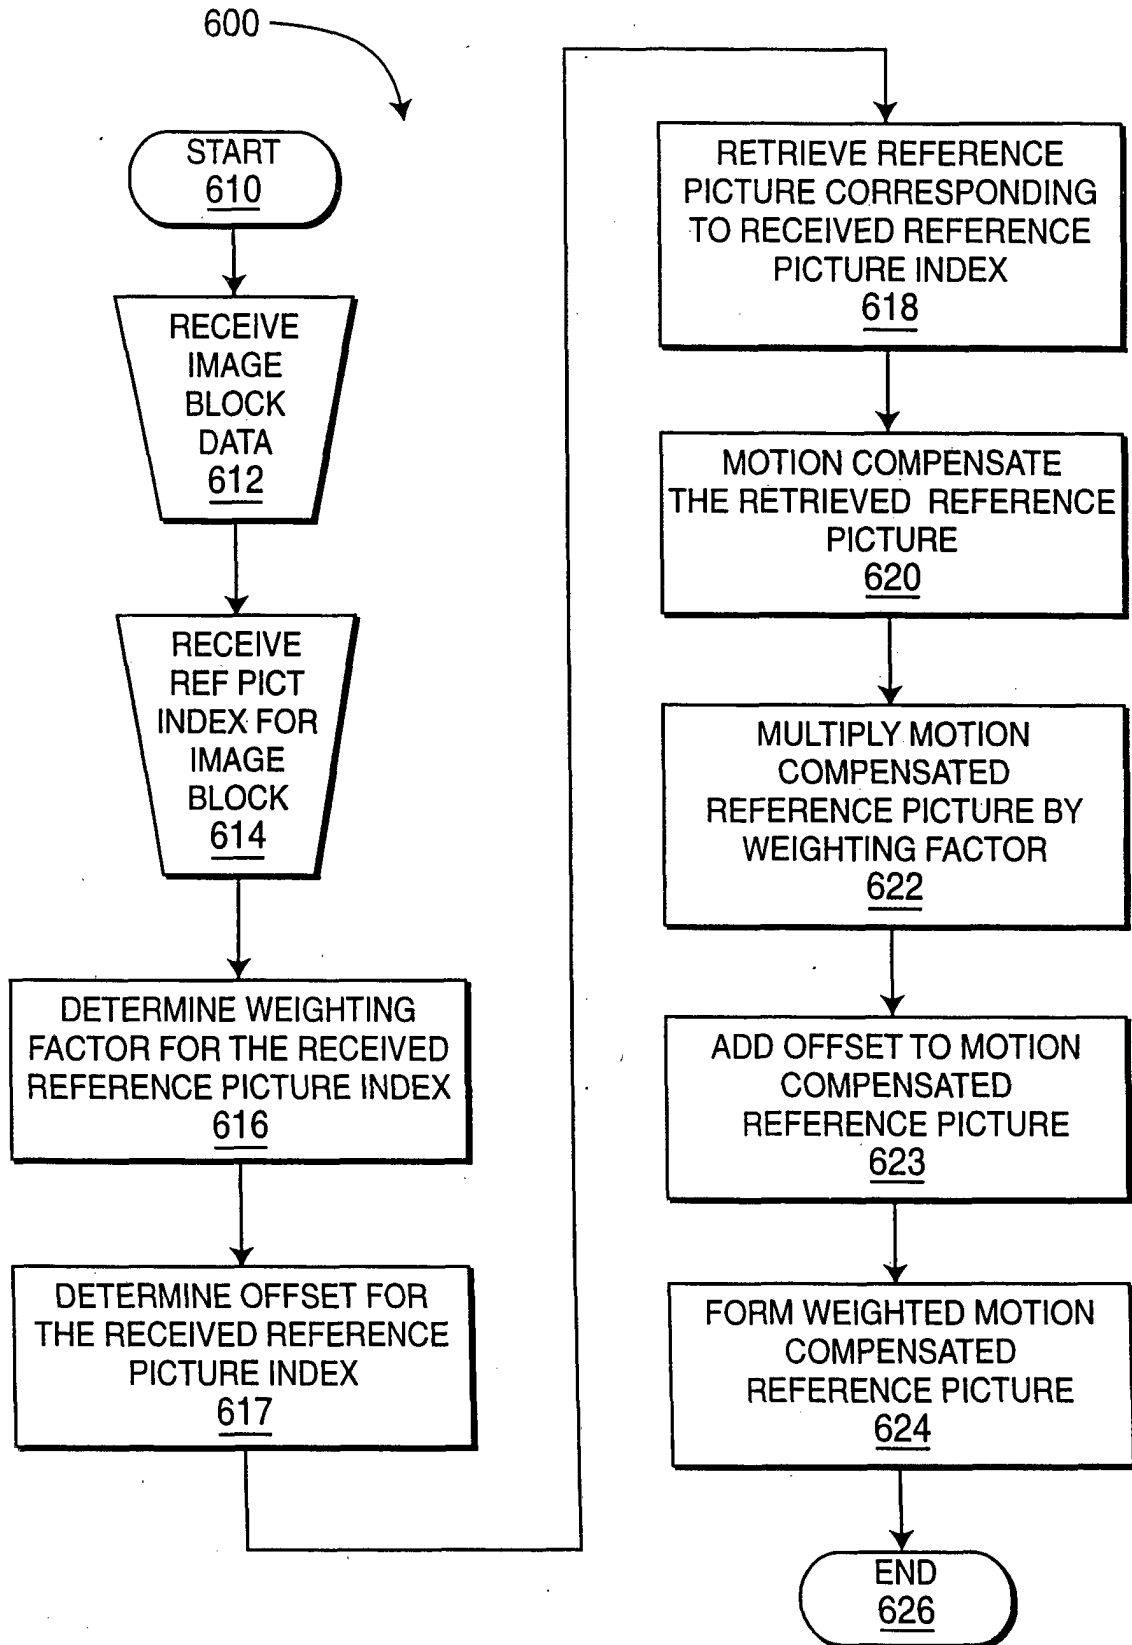 600
START
610
RECEIVE
IMAGE
BLOCK
DATA
612
RECEIVE
REF PICT
INDEX FOR
IMAGE
BLOCK
614
DETERMINE WEIGHTING
FACTOR FOR THE RECEIVED
REFERENCE PICTURE INDEX
616
DETERMINE OFFSET FOR
THE RECEIVED REFERENCE
PICTURE INDEX
617
RETRIEVE REFERENCE
PICTURE CORRESPONDING
TO RECEIVED REFERENCE
PICTURE INDEX
618
MOTION COMPENSATE
THE RETRIEVED REFERENCE
PICTURE
620
MULTIPLY MOTION
COMPENSATED
REFERENCE PICTURE BY
WEIGHTING FACTOR
622
ADD OFFSET TO MOTION
COMPENSATED
REFERENCE PICTURE
623
FORM WEIGHTED MOTION
COMPENSATED
REFERENCE PICTURE
624
END
626